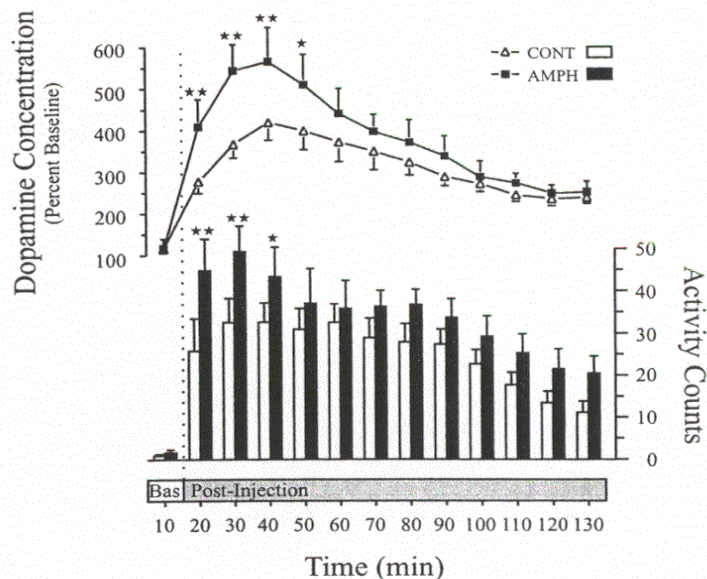 Dopamine Concentration
(Percent Baseline)
600
500
400
300
200
100
★★
★★
★★
★
CONT
AMPH
★★
★★
★
50
40
30
20
10
0
Activity Counts
Bas Post-Injection
10 20 30 40 50 60 70 80 90 100 110 120 130
Time (min)